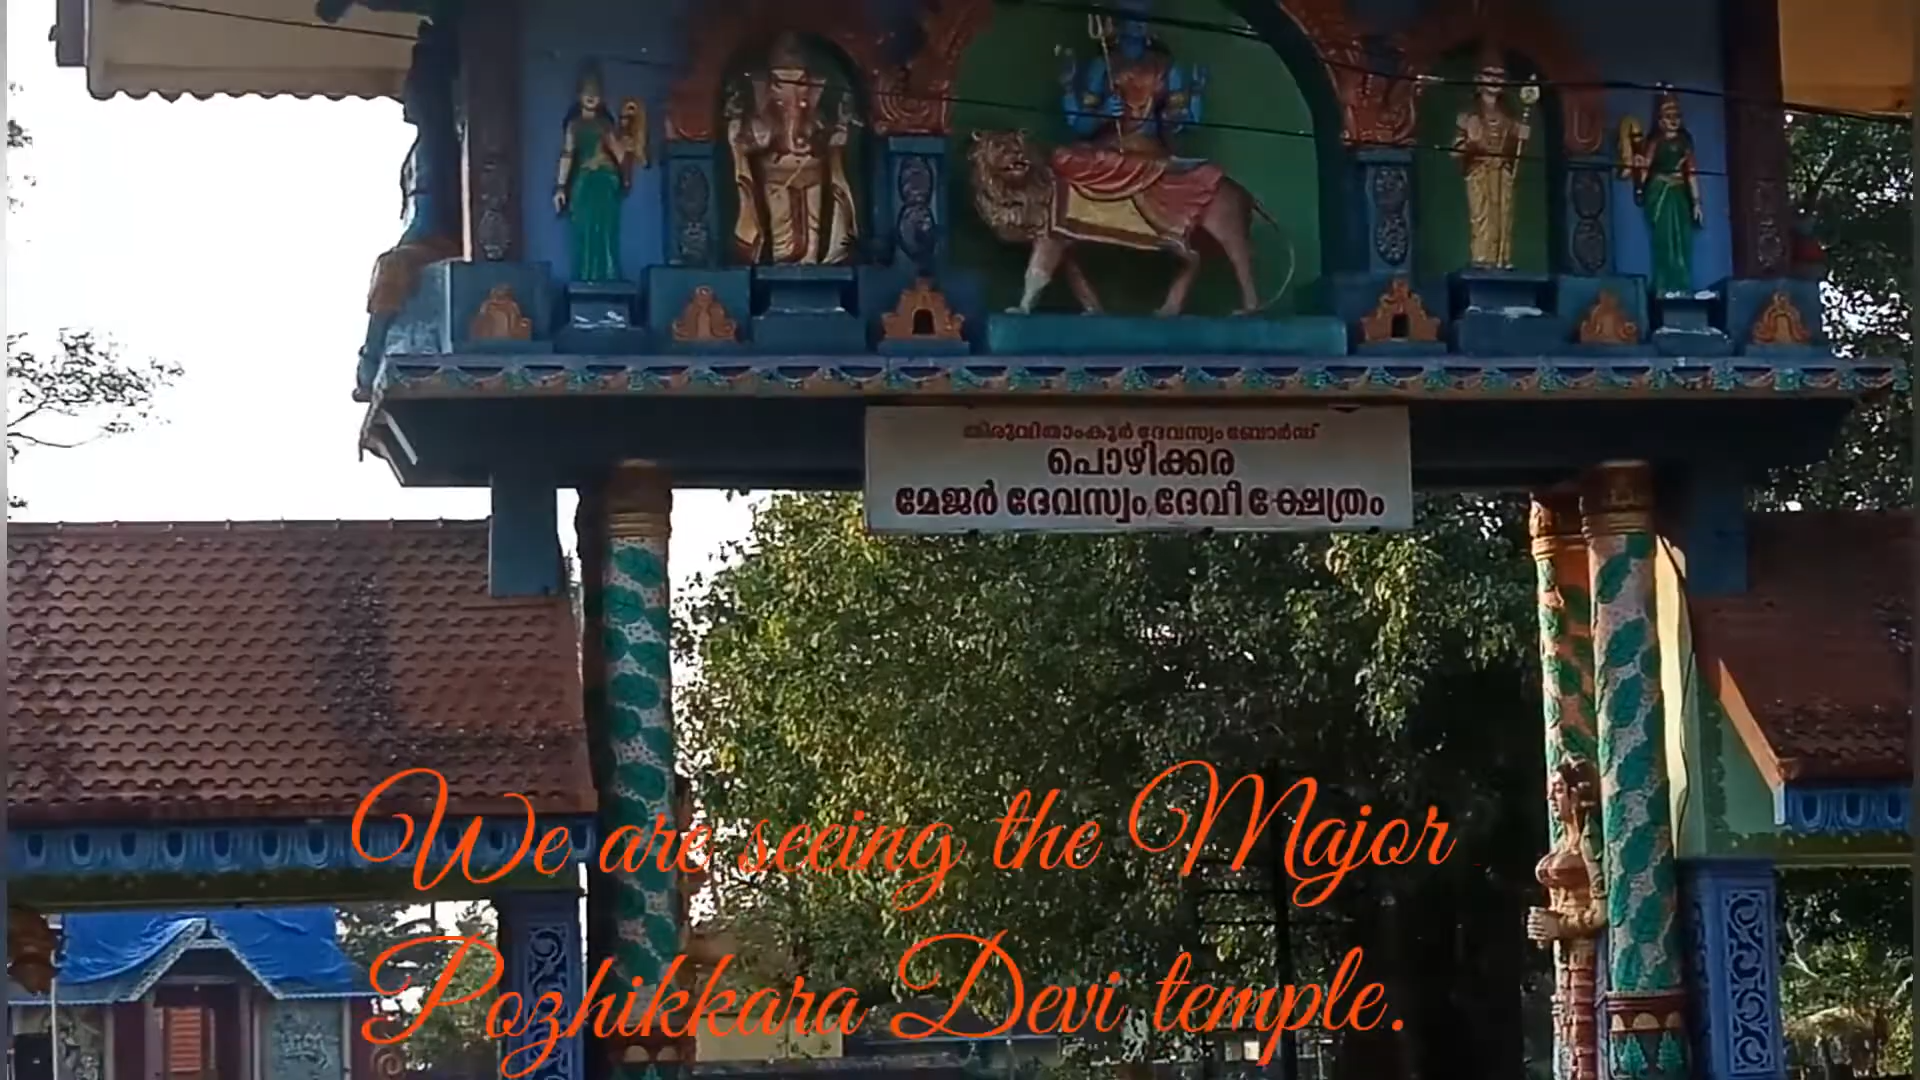 തിരുവിതാംകൂർ ദേവസ്വം ബോർഡ്
പൊഴിക്കര
മേജർ ദേവസ്വം ദേവീ ക്ഷേത്രം
We are seeing the Major
Pozhikkara Devi temple.